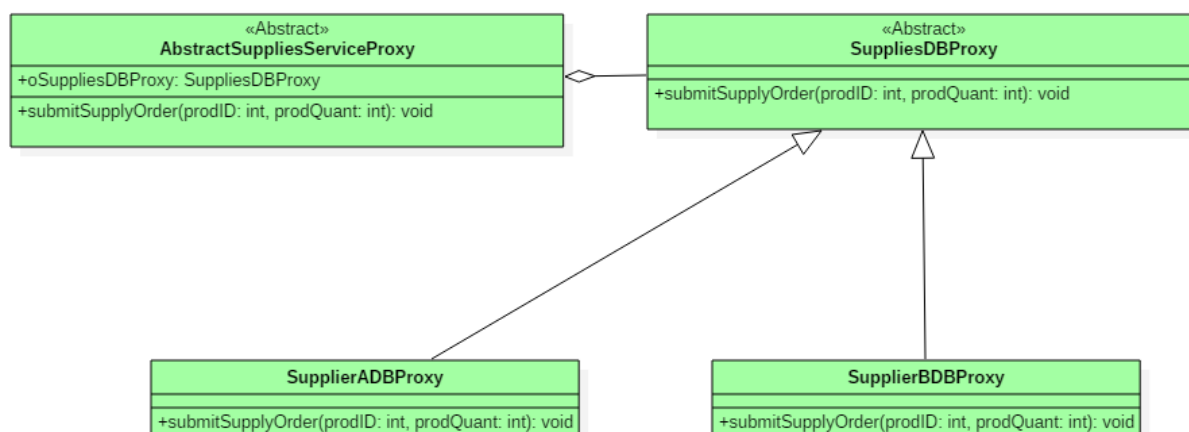 «Abstract»
AbstractSuppliesServiceProxy
+oSuppliesDBProxy: SuppliesDBProxy
+submitSupplyOrder(prodID: int, prodQuant: int): void
«Abstract»
SuppliesDBProxy
+submitSupplyOrder(prodID: int, prodQuant: int): void
SupplierADBProxy
+submitSupplyOrder(prodID: int, prodQuant: int): void
SupplierBDBProxy
+submitSupplyOrder(prodID: int, prodQuant: int): void